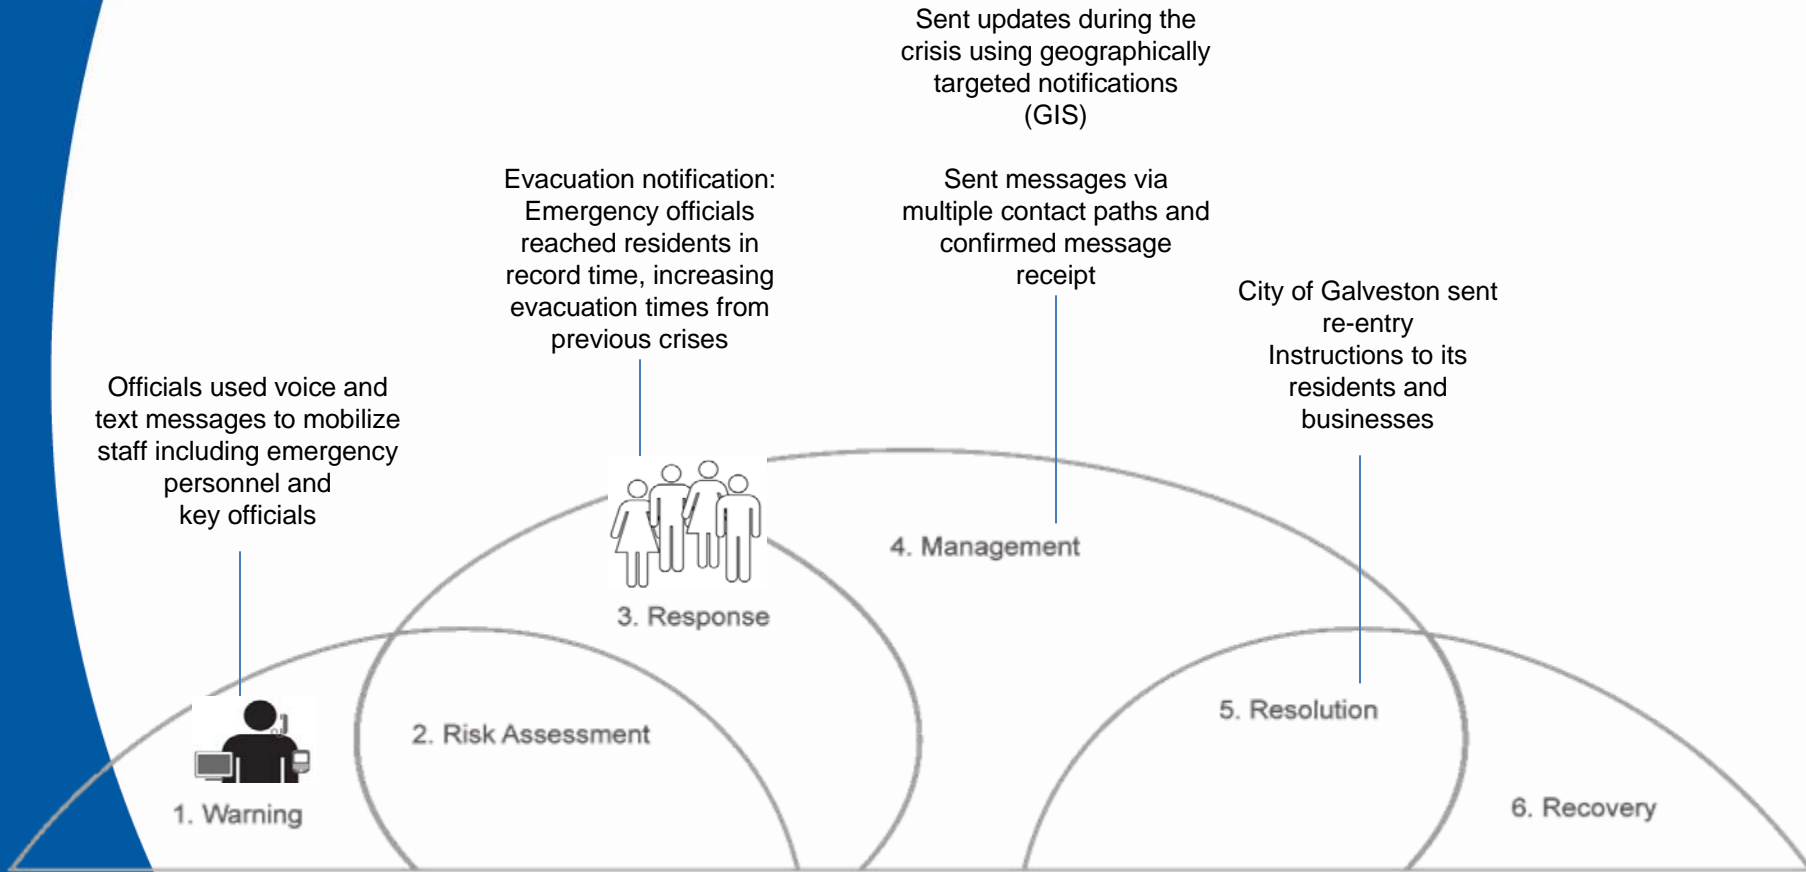 Sent updates during the
crisis using geographically
targeted notifications
(GIS)
Sent messages via
multiple contact paths and
confirmed message
receipt
Evacuation notification:
Emergency officials
reached residents in
record time, increasing
evacuation times from
previous crises
City of Galveston sent
re-entry
Instructions to its
residents and
businesses
Officials used voice and
text messages to mobilize
staff including emergency
personnel and
key officials
4. Management
3. Response
5. Resolution
2. Risk Assessment
6. Recovery
1. Warning